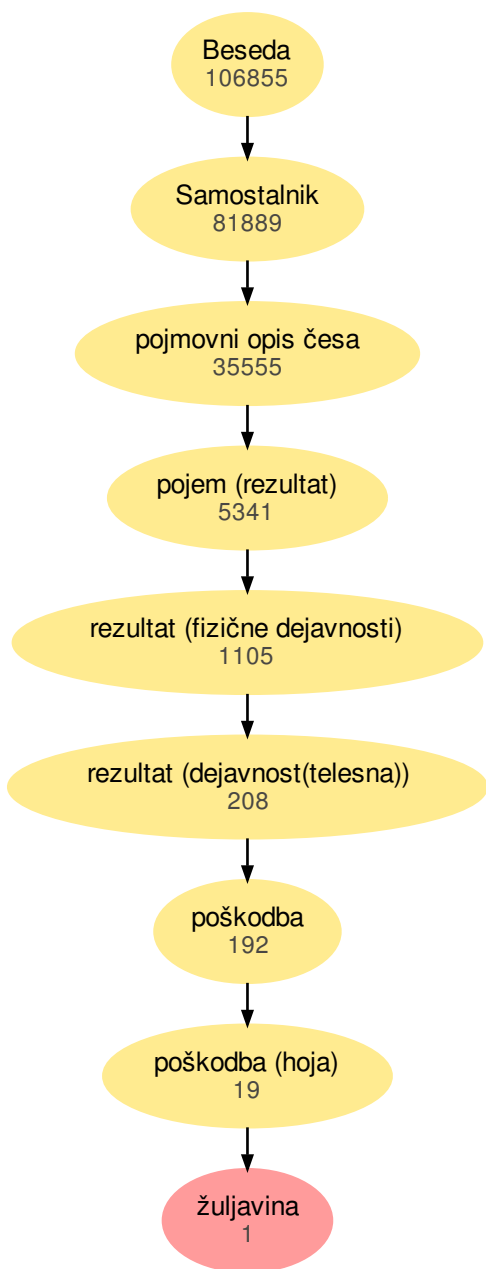 Beseda
106855
Samostalnik
81889
pojmovni opis česa
35555
pojem (rezultat)
5341
rezultat (fizične dejavnosti)
1105
rezultat (dejavnost(telesna))
208
poškodba
192
poškodba (hoja)
19
žuljavina
1